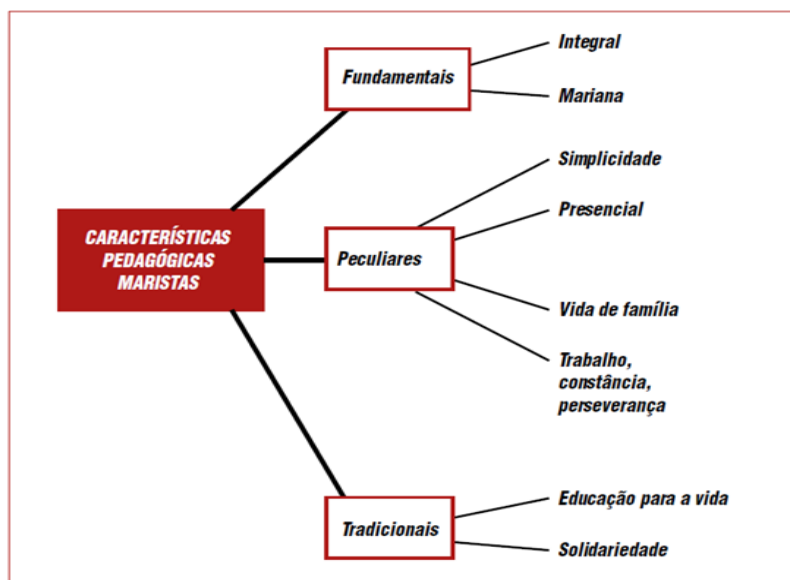 Integral
Fundamentais
Mariana
Simplicidade
Presencial
CARACTERÍSTICAS
PEDAGÓGICAS
MARISTAS
Peculiares
Vida de família
Trabalho,
constância,
perseverança
Educação para a vida
Tradicionais
Solidariedade